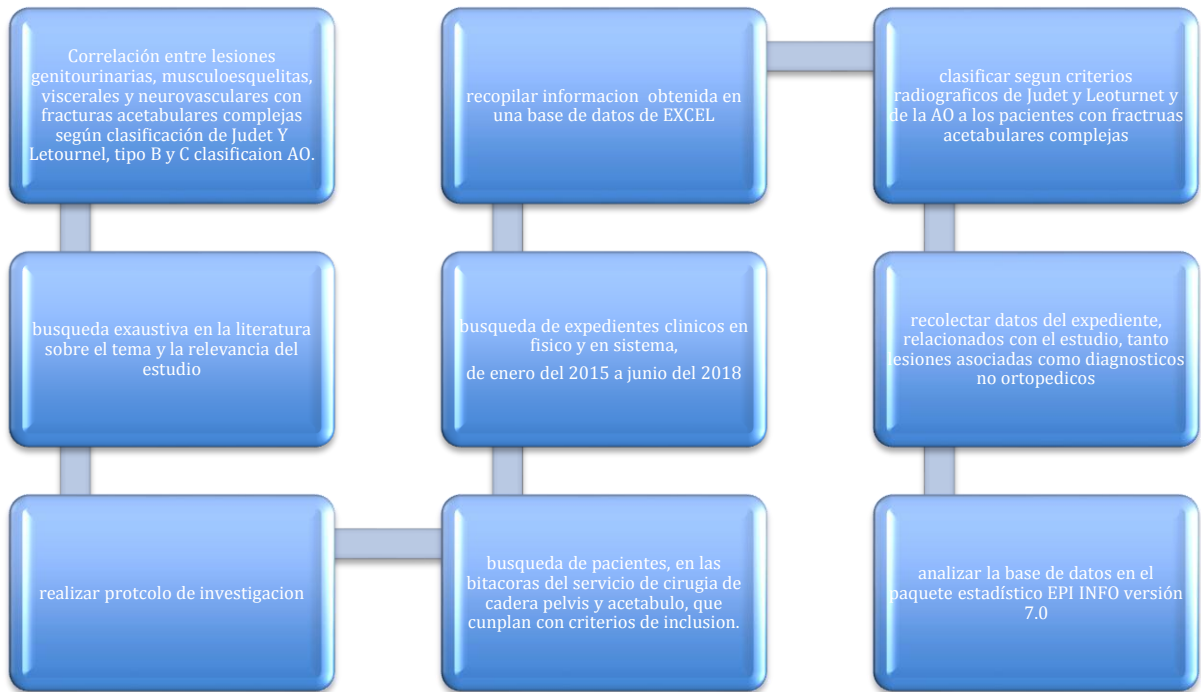 Correlación entre lesiones
genitourinarias, musculoesquelitas,
viscerales y neurovasculares con
fracturas acetabulares complejas
según clasificación de Judet Y
Letournel, tipo B y C clasificaion AO.
busqueda exaustiva en la literatura
sobre el tema y la relevancia del
estudio
realizar protcolo de investigacion
busqueda de pacientes, en las
bitacoras del servicio de cirugia de
cadera pelvis y acetabulo, que
cunplan con criterios de inclusion.
busqueda de expedientes clinicos en
fisico y en sistema,
de enero del 2015 a junio del 2018
recopilar informacion obtenida en
una base de datos de EXCEL
clasificar segun criterios
radiograficos de Judet y Leoturnet y
de la AO a los pacientes con fractruas
acetabulares complejas
recolectar datos del expediente,
relacionados con el estudio, tanto
lesiones asociadas como diagnosticos
no ortopedicos
analizar la base de datos en el
paquete estadístico EPI INFO versión
7.0